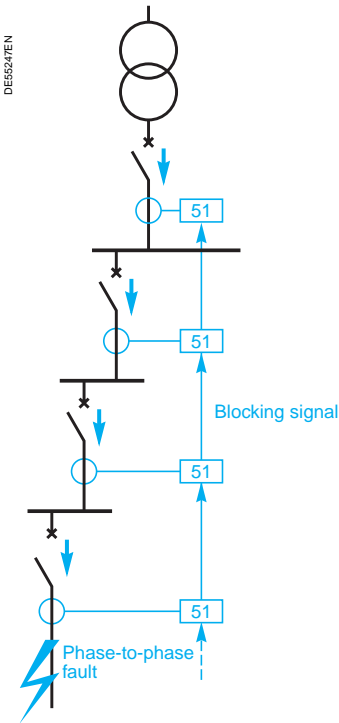 DE55247EN
51
51
Blocking signal
51
51
Phase-to-phase
fault